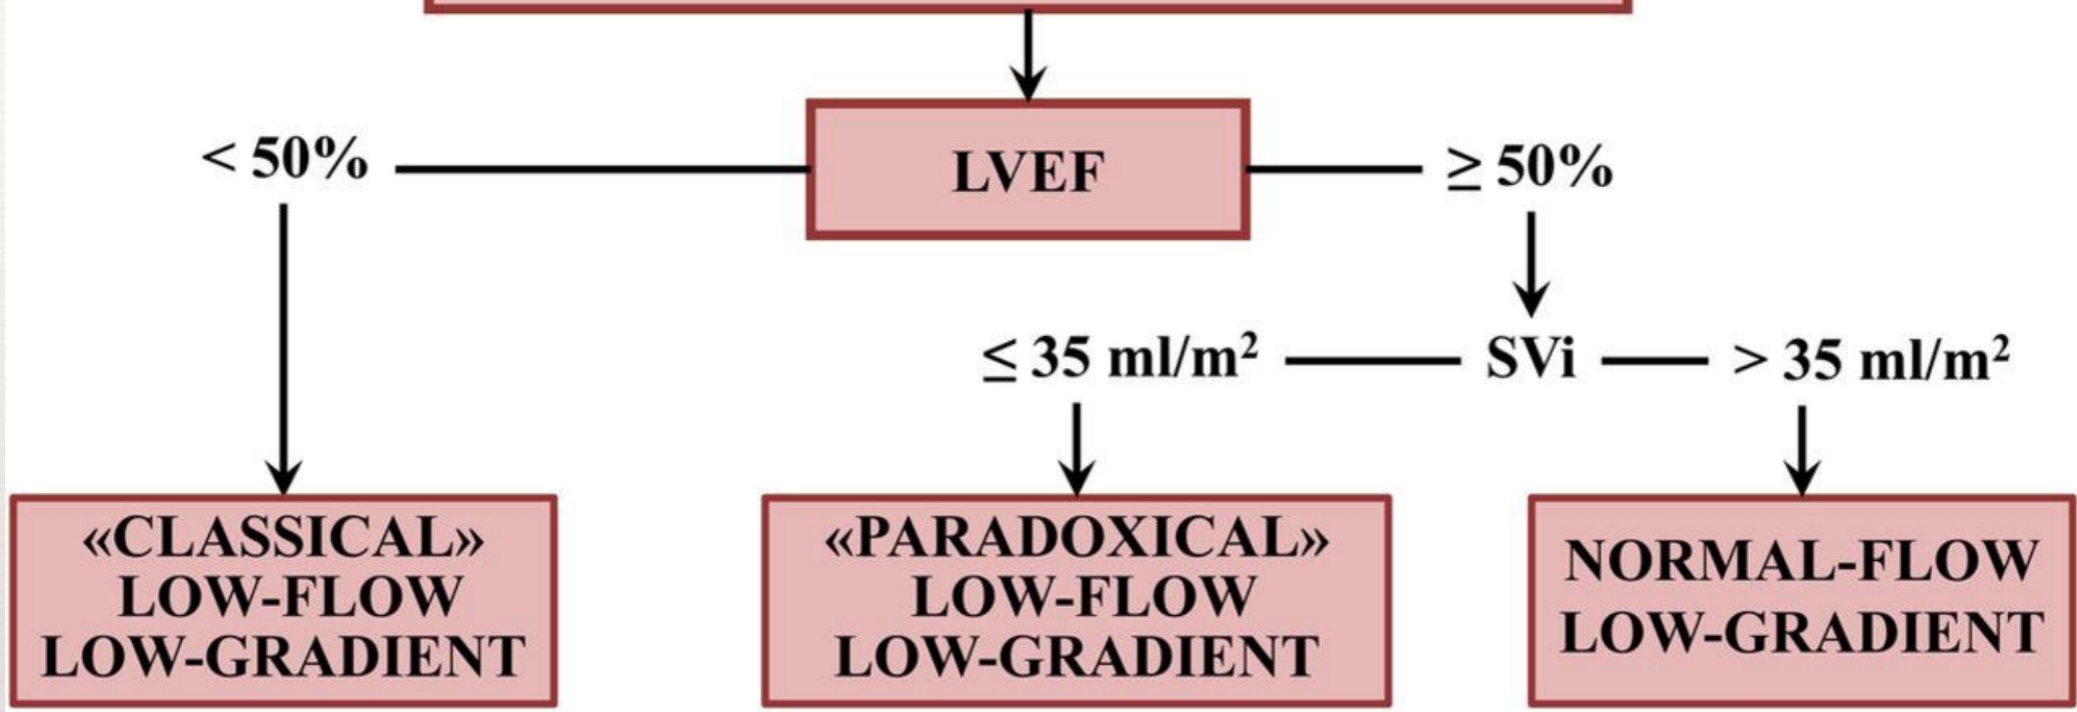 LVEF
< 50%
≥ 50%
≤ 35 ml/m²
SVi
> 35 ml/m²
«CLASSICAL»
LOW-FLOW
LOW-GRADIENT
«PARADOXICAL»
LOW-FLOW
LOW-GRADIENT
NORMAL-FLOW
LOW-GRADIENT